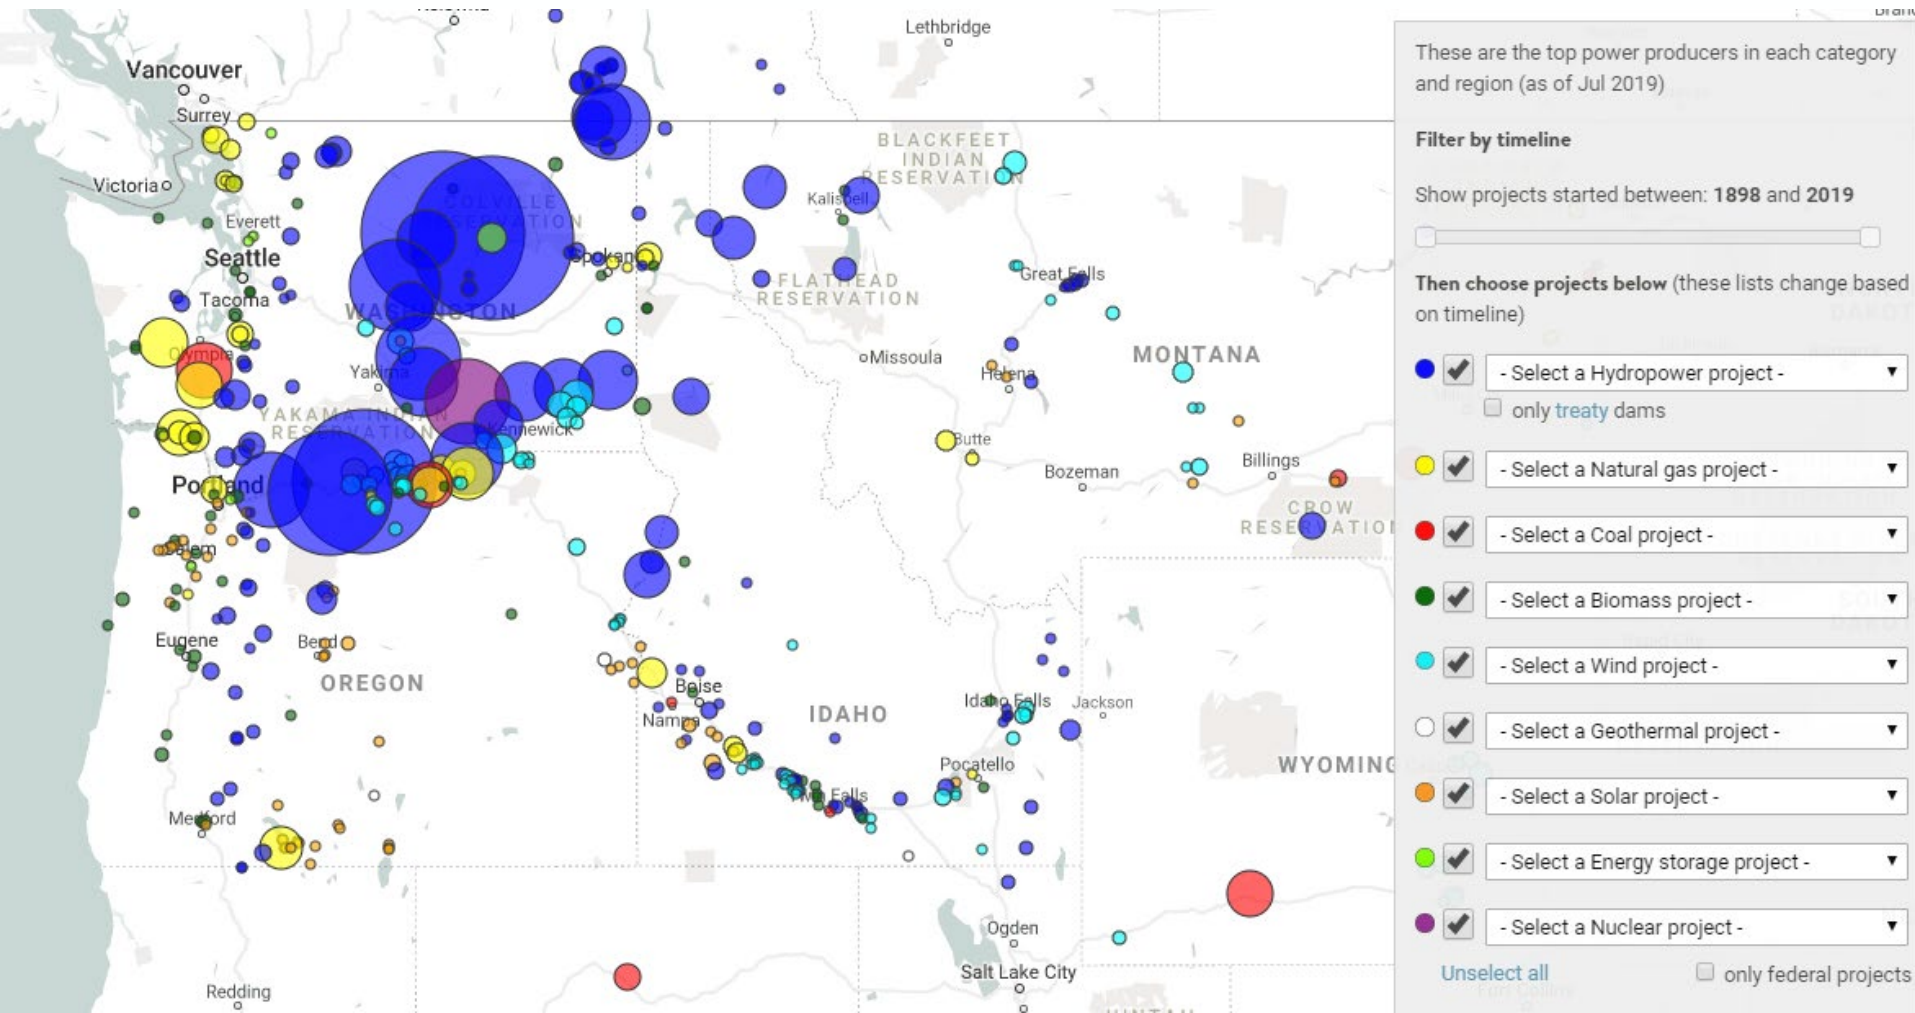 Lethbridge
Vancouver
Surrey
Victoria
BLACKFEET
INDIAN
RESERVATION
Kalispell
COLVILLE
RESERVATION
Everett
Seattle
Spokane
Tacoma
Great Falls
FLATHEAD
RESERVATION
WASHINGTON
Olympia
Missoula
MONTANA
Yakima
Helena
YAKAMA INDIAN
RESERVATION
Kennewick
Butte
Bozeman
Billings
Portland
CROW
RESERVATION
Salem
Eugene
Bend
OREGON
Boise
Nampa
IDAHO
Idaho Falls
Jackson
Pocatello
WYOMING
Twin Falls
Medford
Ogden
Salt Lake City
Redding
These are the top power producers in each category
and region (as of Jul 2019)
Filter by timeline
Show projects started between: 1898 and 2019
Then choose projects below (these lists change based
on timeline)
- Select a Hydropower project -
only treaty dams
- Select a Natural gas project -
- Select a Coal project -
- Select a Biomass project -
- Select a Wind project -
- Select a Geothermal project -
- Select a Solar project -
- Select a Energy storage project -
- Select a Nuclear project -
Unselect all
only federal projects